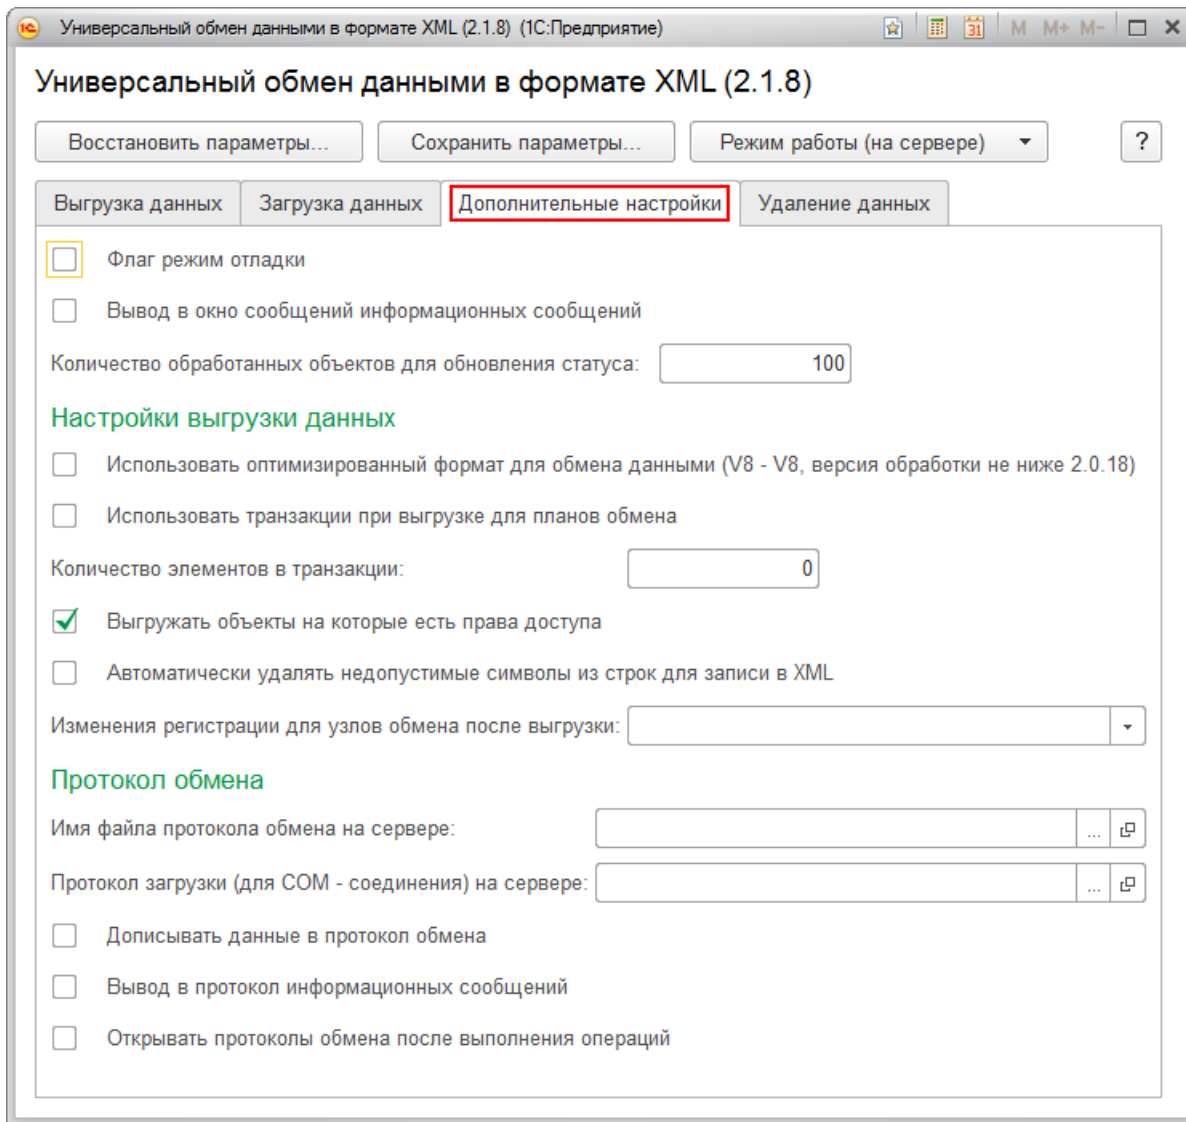 1С Универсальный обмен данными в формате XML (2.1.8) (1С:Предприятие) 31 M M+ M-
Универсальный обмен данными в формате XML (2.1.8)
Восстановить параметры... Сохранить параметры... Режим работы (на сервере) ?
Выгрузка данных Загрузка данных Дополнительные настройки Удаление данных
Флаг режим отладки
Вывод в окно сообщений информационных сообщений
Количество обработанных объектов для обновления статуса: 100
Настройки выгрузки данных
Использовать оптимизированный формат для обмена данными (V8 - V8, версия обработки не ниже 2.0.18)
Использовать транзакции при выгрузке для планов обмена
Количество элементов в транзакции: 0
Выгружать объекты на которые есть права доступа
Автоматически удалять недопустимые символы из строк для записи в XML
Изменения регистрации для узлов обмена после выгрузки:
Протокол обмена
Имя файла протокола обмена на сервере: ...
Протокол загрузки (для COM - соединения) на сервере: ...
Дописывать данные в протокол обмена
Вывод в протокол информационных сообщений
Открывать протоколы обмена после выполнения операций